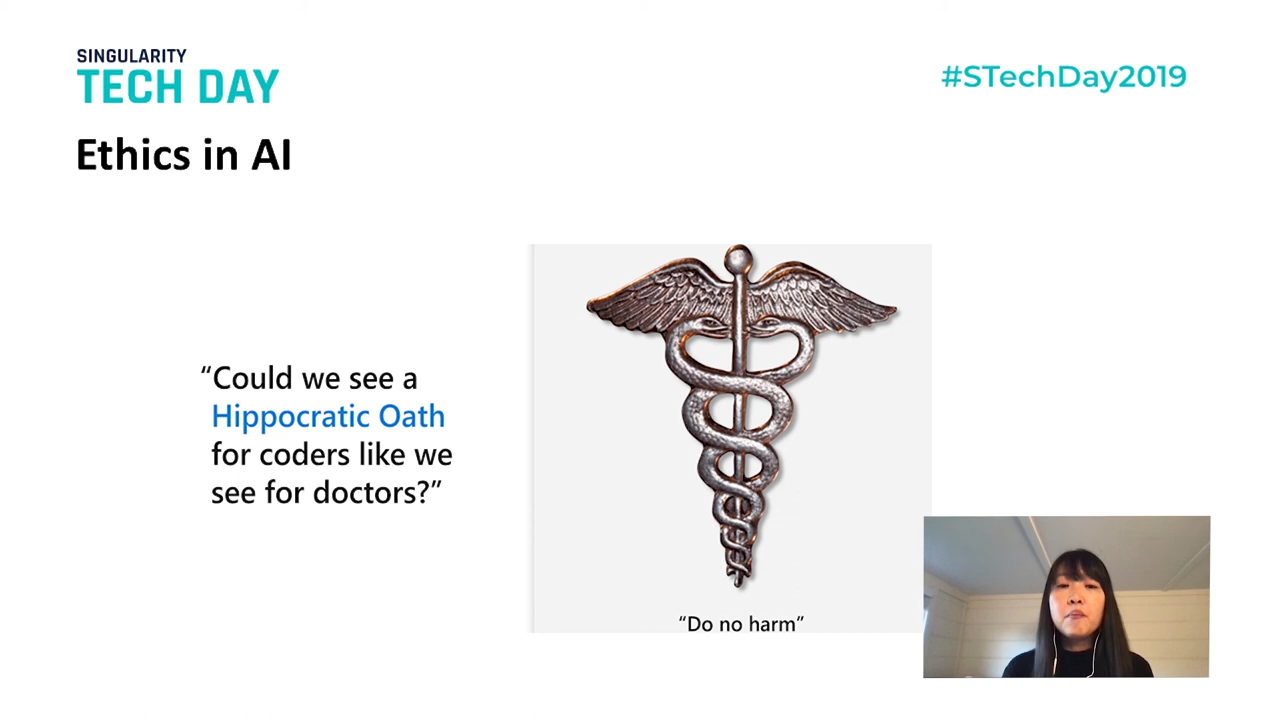 SINGULARITY
TECH DAY
#STechDay2019
Ethics in AI
“Could we see a
Hippocratic Oath
for coders like we
see for doctors?”
“Do no harm”